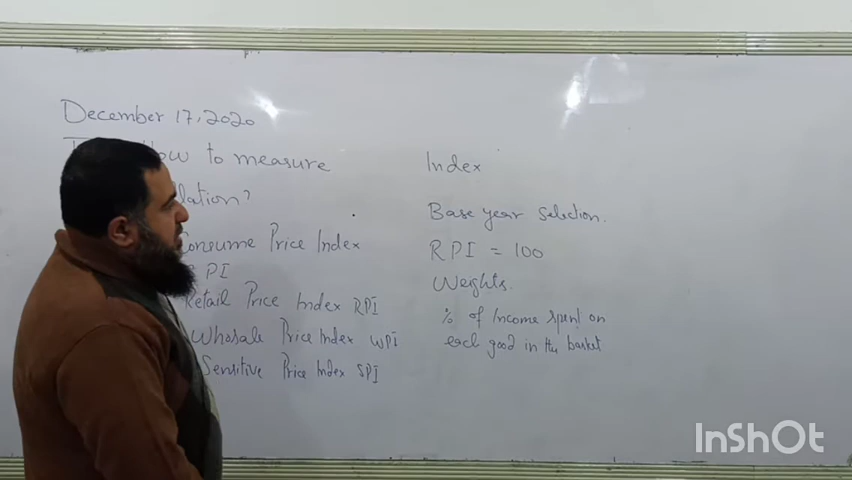 December 17, 2020
How to measure
lation?
Consume Price Index
PI
Retail Price Index RPI
Whosale Price Index WPI
Sensitive Price Index SPI
Index
Base year selection.
RPI = 100
Weights.
% of Income spent on
each good in the basket
InShOt